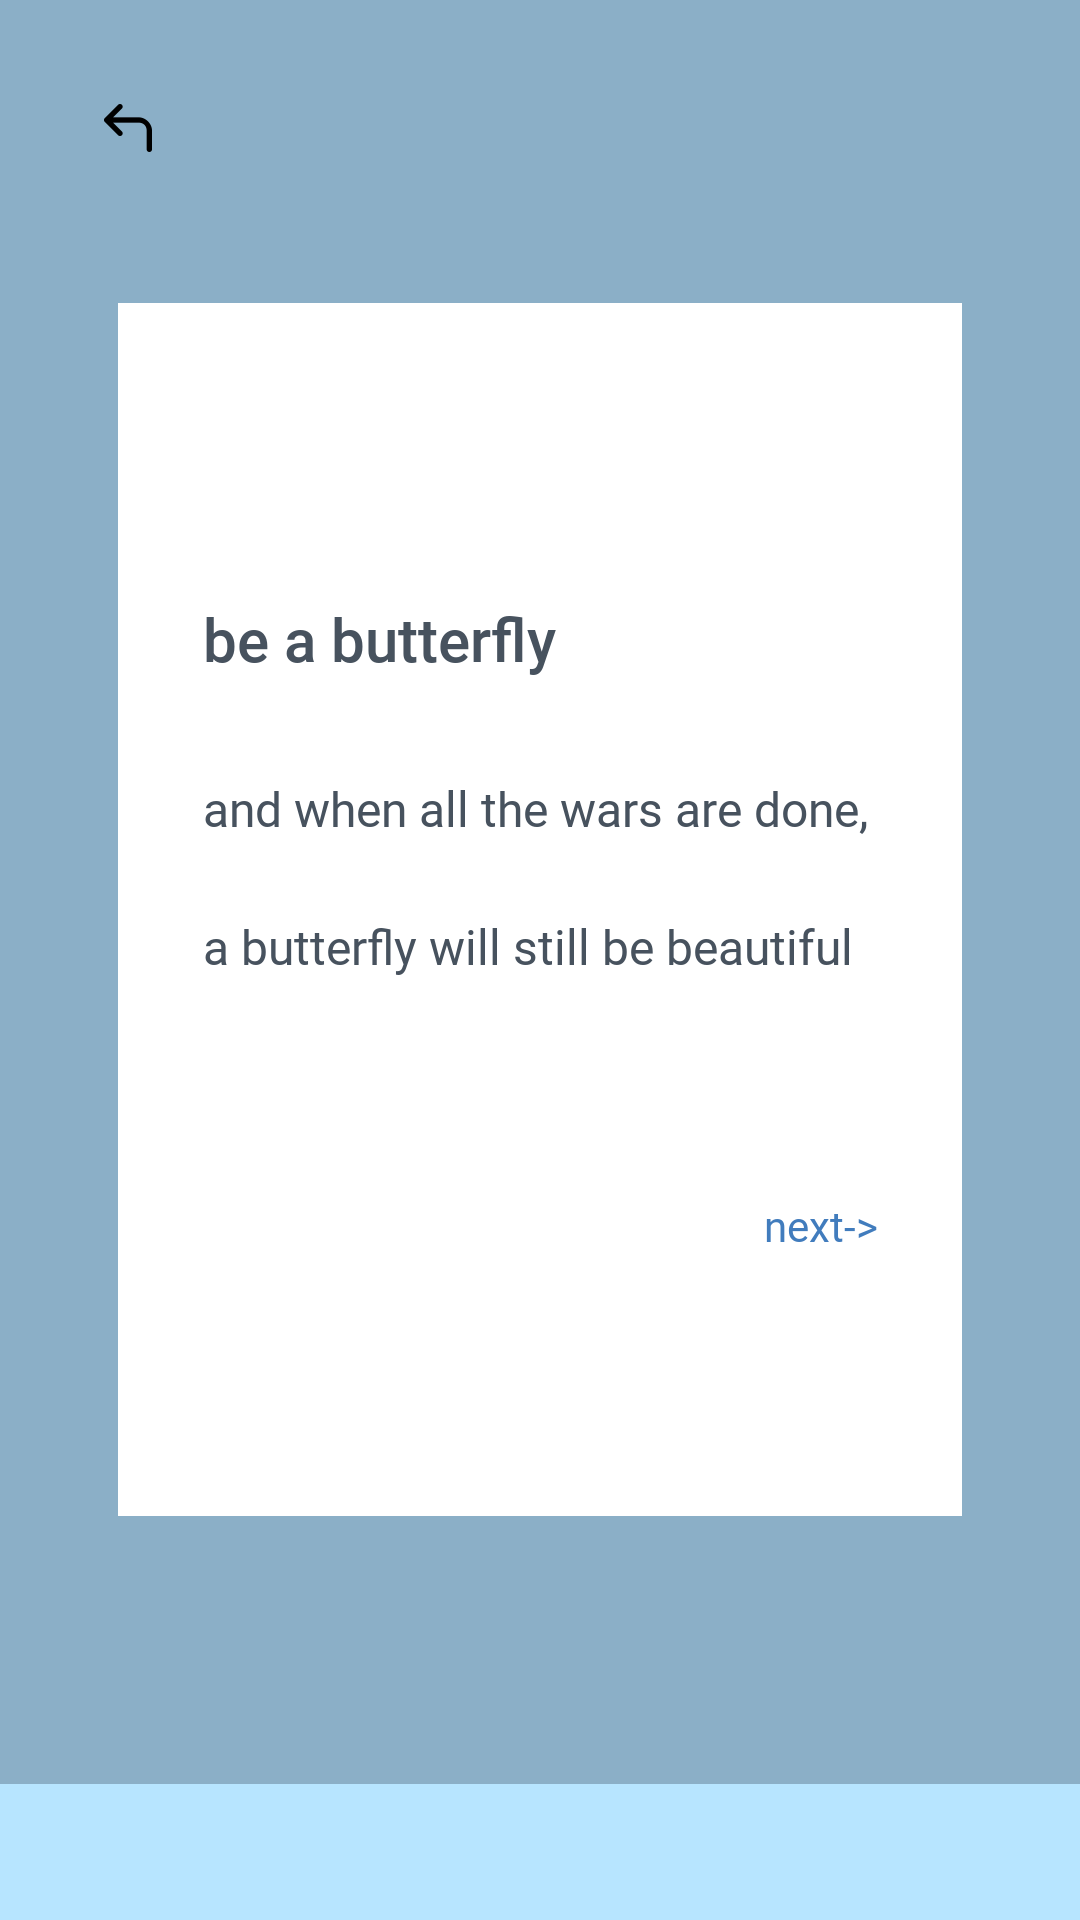 be a butterfly
and when all the wars are done,
a butterfly will still be beautiful
next->